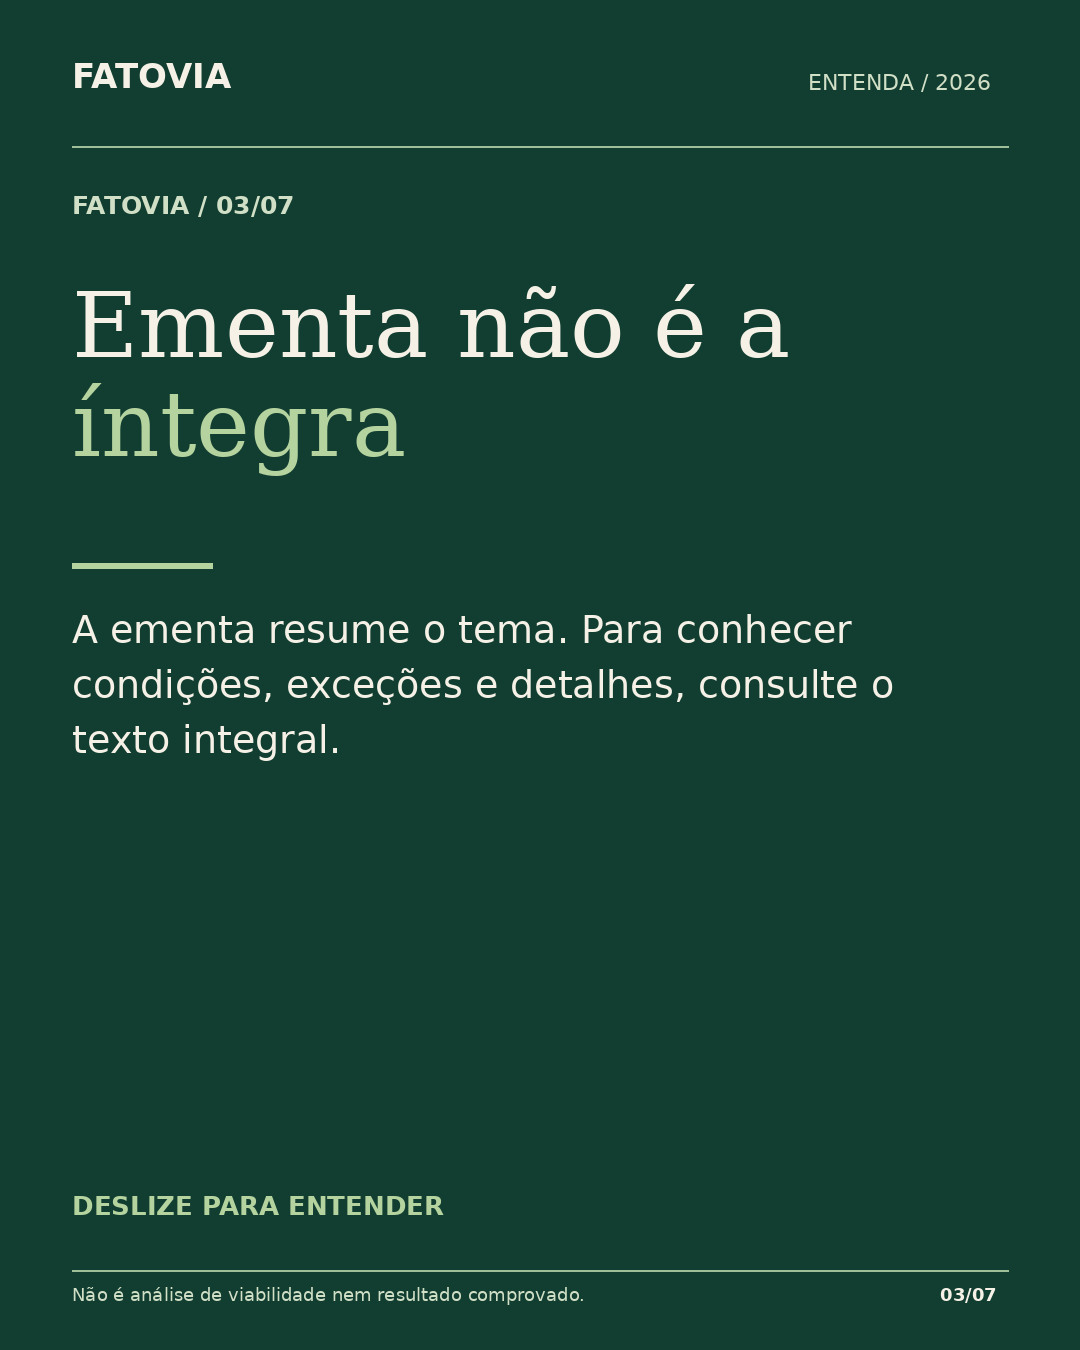 FATOVIA
ENTENDA / 2026
FATOVIA / 03/07
Ementa não é a
íntegra
A ementa resume o tema. Para conhecer
condições, exceções e detalhes, consulte o
texto integral.
DESLIZE PARA ENTENDER
Não é análise de viabilidade nem resultado comprovado.
03/07